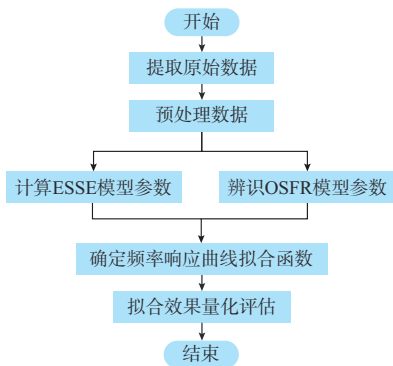 开始
提取原始数据
预处理数据
计算ESSE模型参数
辨识OSFR模型参数
确定频率响应曲线拟合函数
拟合效果量化评估
结束